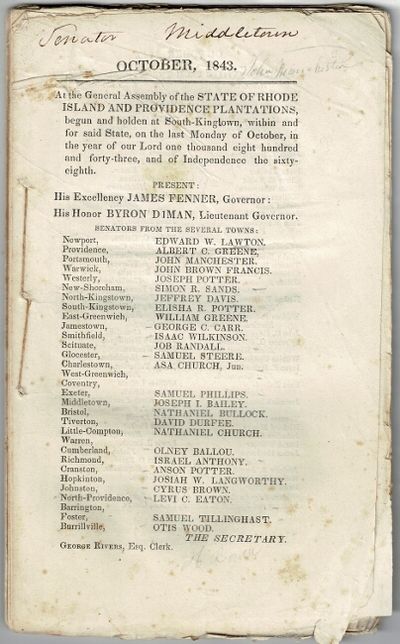 Senator Middletown
OCTOBER, 1843.
At the General Assembly of the STATE OF RHODE
ISLAND AND PROVIDENCE PLANTATIONS,
begun and holden at South-Kingtown, within and
for said State, on the last Monday of October, in
the year of our Lord one thousand eight hundred
and forty-three, and of Independence the sixty-
eighth.
PRESENT:
His Excellency JAMES FENNER, Governor:
His Honor BYRON DIMAN, Lieutenant Governor.
SENATORS FROM THE SEVERAL TOWNS:
Newport, EDWARD W. LAWTON.
Providence, ALBERT C. GREENE,
Portsmouth, JOHN MANCHESTER.
Warwick, JOHN BROWN FRANCIS.
Westerly, JOSEPH POTTER.
New-Shoreham, SIMON R. SANDS.
North-Kingstown, JEFFREY DAVIS.
South-Kingstown, ELISHA R. POTTER.
East-Greenwich, WILLIAM GREENE.
Jamestown, GEORGE C. CARR.
Smithfield, ISAAC WILKINSON.
Scituate, JOB RANDALL.
Glocester, SAMUEL STEERE.
Charlestown, ASA CHURCH, Jun.
West-Greenwich,
Coventry,
Exeter, SAMUEL PHILLIPS.
Middletown, JOSEPH I. BAILEY.
Bristol, NATHANIEL BULLOCK.
Tiverton, DAVID DURFEE.
Little-Compton, NATHANIEL CHURCH.
Warren,
Cumberland, OLNEY BALLOU.
Richmond, ISRAEL ANTHONY.
Cranston, ANSON POTTER.
Hopkinton, JOSIAH W. LANGWORTHY.
Johnston, CYRUS BROWN.
North-Providence, LEVI C. EATON.
Barrington,
Foster, SAMUEL TILLINGHAST.
Burrillville, OTIS WOOD.
THE SECRETARY.
GEORGE RIVERS, Esq. Clerk.